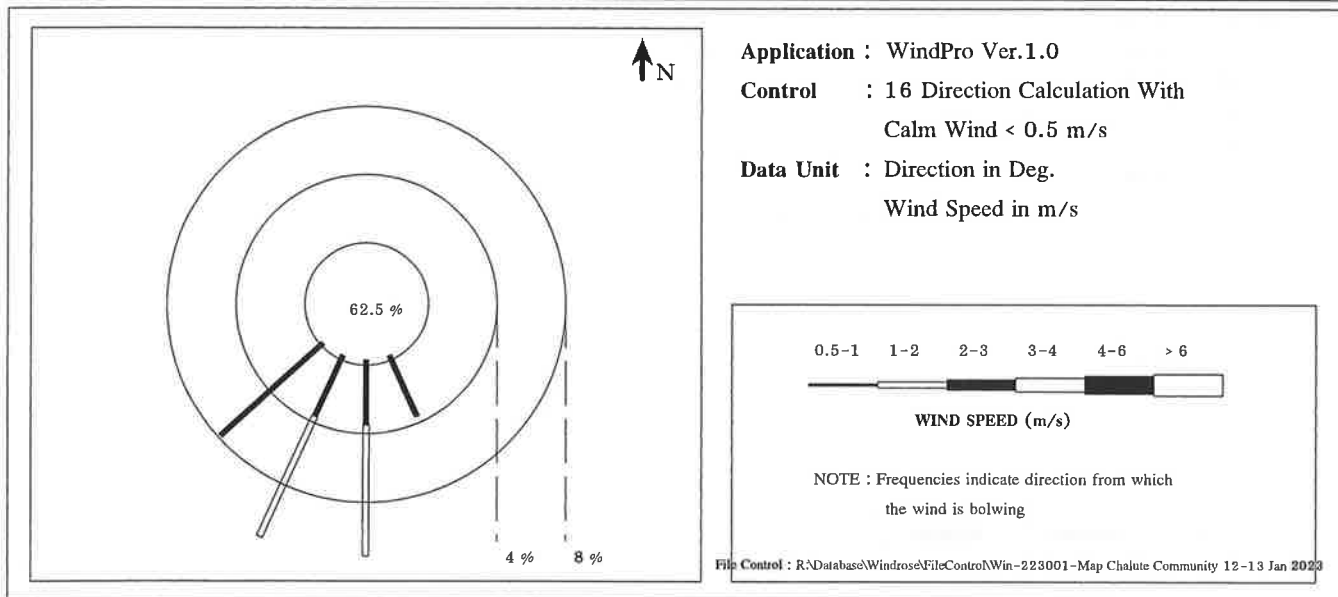 N
62.5 %
4 %
8 %
Application : WindPro Ver.1.0
Control : 16 Direction Calculation With
Calm Wind < 0.5 m/s
Data Unit : Direction in Deg.
Wind Speed in m/s
0.5-1 1-2 2-3 3-4 4-6 > 6
WIND SPEED (m/s)
NOTE : Frequencies indicate direction from which
the wind is bolwing
File Control : R:\Database\Windrose\FileControl\Win-223001-Map Chalute Community 12-13 Jan 2023